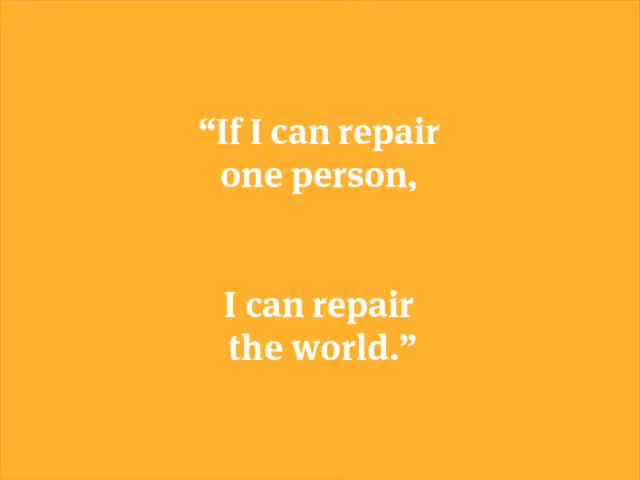 “If I can repair
one person,
I can repair
the world.”